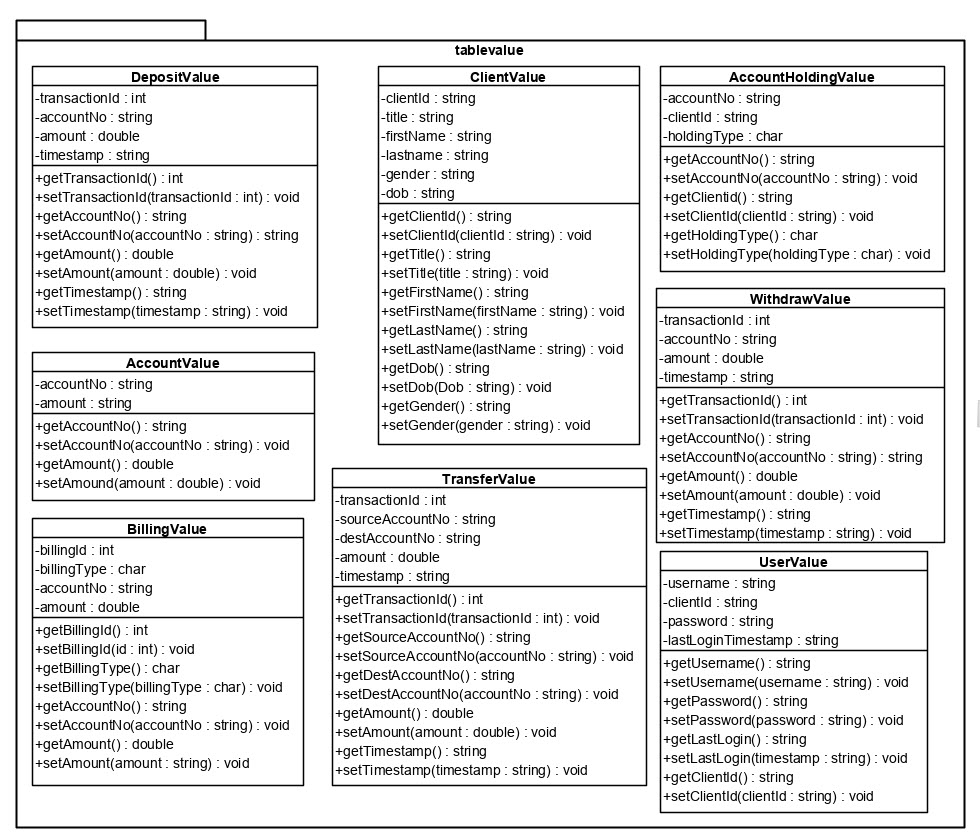 tablevalue
DepositValue
-transactionId : int
-accountNo : string
-amount : double
-timestamp : string
+getTransactionId() : int
+setTransactionId(transactionId : int) : void
+getAccountNo() : string
+setAccountNo(accountNo : string) : string
+getAmount() : double
+setAmount(amount : double) : void
+getTimestamp() : string
+setTimestamp(timestamp : string) : void
AccountValue
-accountNo : string
-amount : string
+getAccountNo() : string
+setAccountNo(accountNo : string) : void
+getAmount() : double
+setAmound(amount : double) : void
BillingValue
-billingId : int
-billingType : char
-accountNo : string
-amount : double
+getBillingId() : int
+setBillingId(id : int) : void
+getBillingType() : char
+setBillingType(billingType : char) : void
+getAccountNo() : string
+setAccountNo(accountNo : string) : void
+getAmount() : double
+setAmount(amount : string) : void
ClientValue
-clientId : string
-title : string
-firstName : string
-lastname : string
-gender : string
-dob : string
+getClientId() : string
+setClientId(clientId : string) : void
+getTitle() : string
+setTitle(title : string) : void
+getFirstName() : string
+setFirstName(firstName : string) : void
+getLastName() : string
+setLastName(lastName : string) : void
+getDob() : string
+setDob(Dob : string) : void
+getGender() : string
+setGender(gender : string) : void
TransferValue
-transactionId : int
-sourceAccountNo : string
-destAccountNo : string
-amount : double
-timestamp : string
+getTransactionId() : int
+setTransactionId(transactionId : int) : void
+getSourceAccountNo() : string
+setSourceAccountNo(accountNo : string) : void
+getDestAccountNo() : string
+setDestAccountNo(accountNo : string) : void
+getAmount() : double
+setAmount(amount : double) : void
+getTimestamp() : string
+setTimestamp(timestamp : string) : void
AccountHoldingValue
-accountNo : string
-clientId : string
-holdingType : char
+getAccountNo() : string
+setAccountNo(accountNo : string) : void
+getClientid() : string
+setClientId(clientId : string) : void
+getHoldingType() : char
+setHoldingType(holdingType : char) : void
WithdrawValue
-transactionId : int
-accountNo : string
-amount : double
-timestamp : string
+getTransactionId() : int
+setTransactionId(transactionId : int) : void
+getAccountNo() : string
+setAccountNo(accountNo : string) : string
+getAmount() : double
+setAmount(amount : double) : void
+getTimestamp() : string
+setTimestamp(timestamp : string) : void
UserValue
-username : string
-clientId : string
-password : string
-lastLoginTimestamp : string
+getUsername() : string
+setUsername(username : string) : void
+getPassword() : string
+setPassword(password : string) : void
+getLastLogin() : string
+setLastLogin(timestamp : string) : void
+getClientId() : string
+setClientId(clientId : string) : void